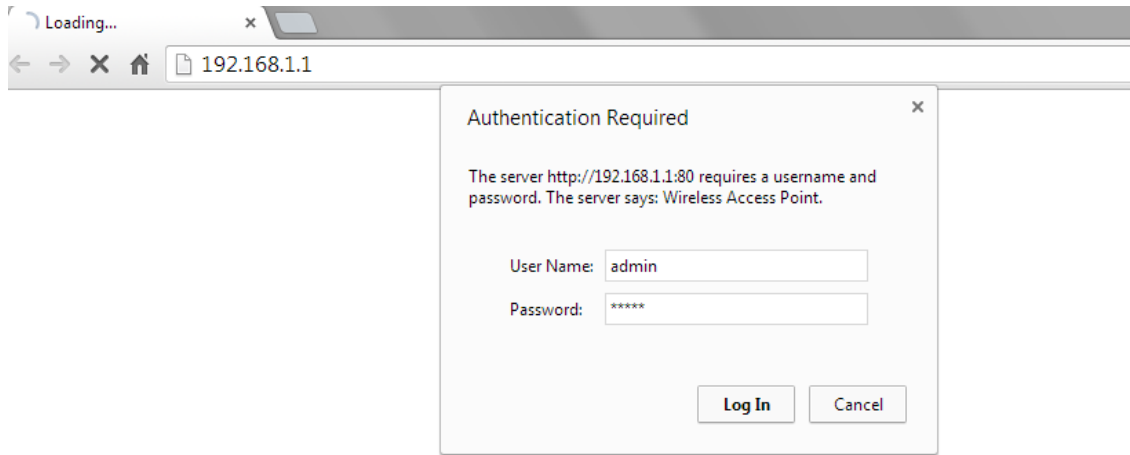 Loading...
192.168.1.1
Authentication Required
The server http://192.168.1.1:80 requires a username and
password. The server says: Wireless Access Point.
User Name: admin
Password: *****
Log In Cancel